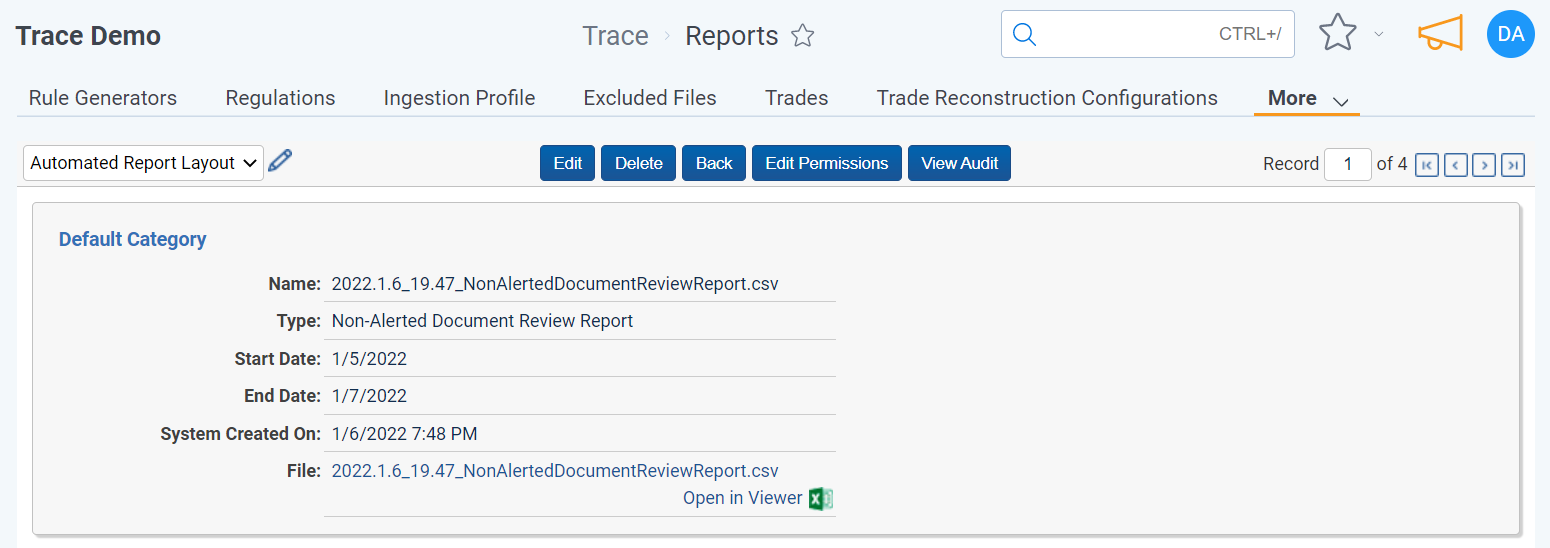 Trace Demo
Trace > Reports
CTRL+/
DA
Rule Generators Regulations Ingestion Profile Excluded Files Trades Trade Reconstruction Configurations More
Automated Report Layout Edit Delete Back Edit Permissions View Audit Record 1 of 4
Default Category
Name: 2022.1.6_19.47_NonAlertedDocumentReviewReport.csv
Type: Non-Alerted Document Review Report
Start Date: 1/5/2022
End Date: 1/7/2022
System Created On: 1/6/2022 7:48 PM
File: 2022.1.6_19.47_NonAlertedDocumentReviewReport.csv
Open in Viewer